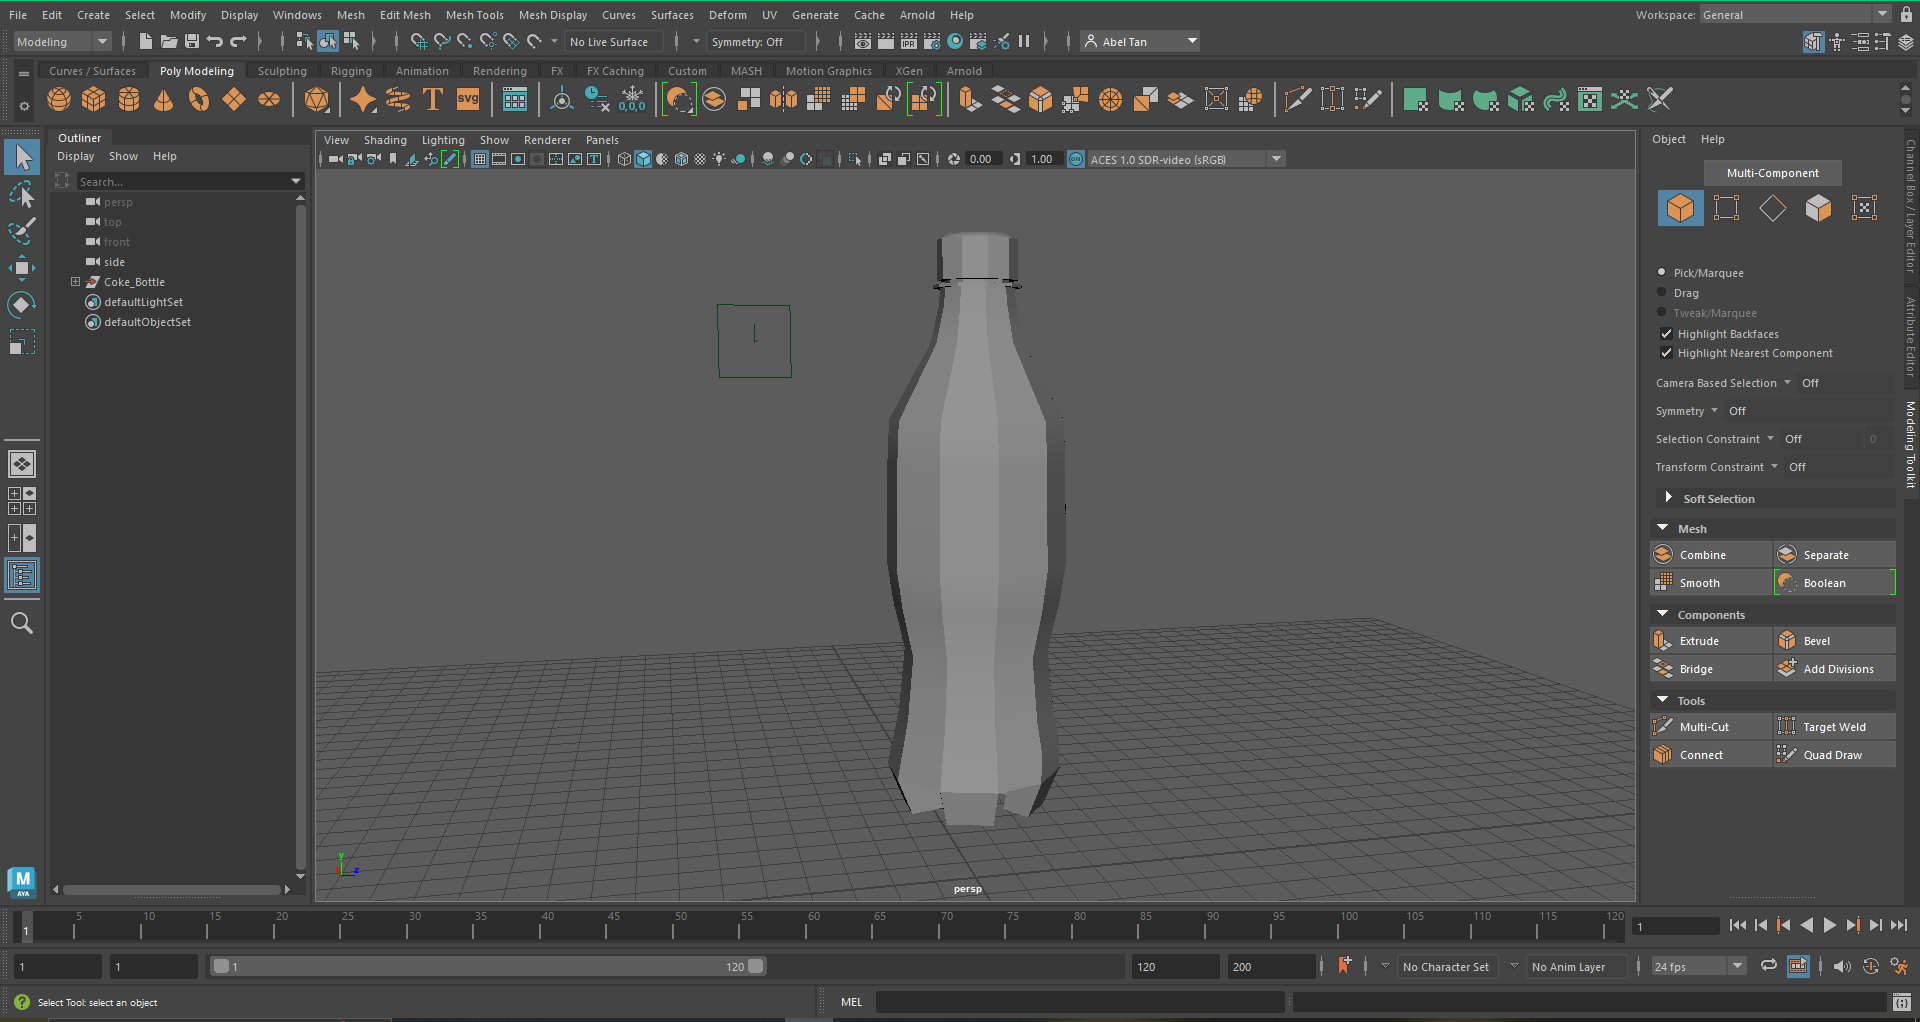 File Edit Create Select Modify Display Windows Mesh Edit Mesh Mesh Tools Mesh Display Curves Surfaces Deform UV Generate Cache Arnold Help Workspace: General
Modeling No Live Surface Symmetry: Off IPR Abel Tan
Curves / Surfaces Poly Modeling Sculpting Rigging Animation Rendering FX FX Caching Custom MASH Motion Graphics XGen Arnold
T SVG 0,0,0
Outliner
Display Show Help
Search...
persp
top
front
side
Coke_Bottle
defaultLightSet
defaultObjectSet
View Shading Lighting Show Renderer Panels
0.00 1.00 ON ACES 1.0 SDR-video (sRGB)
y
z
persp
Object Help
Multi-Component
Pick/Marquee
Drag
Tweak/Marquee
Highlight Backfaces
Highlight Nearest Component
Camera Based Selection Off
Symmetry Off
Selection Constraint Off 0
Transform Constraint Off
Soft Selection
Mesh
Combine Separate
Smooth Boolean
Components
Extrude Bevel
Bridge Add Divisions
Tools
Multi-Cut Target Weld
Connect Quad Draw
Channel Box / Layer Editor
Attribute Editor
Modeling Toolkit
M
AYA
1 5 10 15 20 25 30 35 40 45 50 55 60 65 70 75 80 85 90 95 100 105 110 115 120 1
1 1 1 120 120 200 No Character Set No Anim Layer 24 fps
? Select Tool: select an object MEL